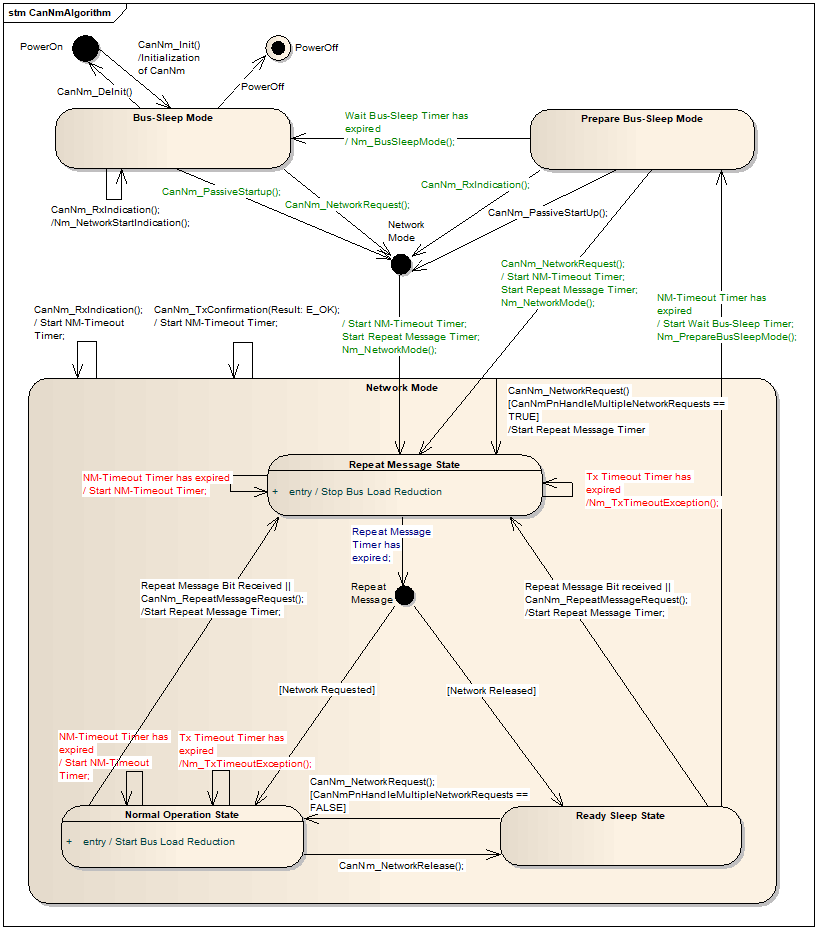 stm CanNmAlgorithm
PowerOn
CanNm_Init()
/Initialization
of CanNm
PowerOff
CanNm_DeInit()
PowerOff
Bus-Sleep Mode
Wait Bus-Sleep Timer has
expired
/ Nm_BusSleepMode();
Prepare Bus-Sleep Mode
CanNm_RxIndication();
/Nm_NetworkStartIndication();
CanNm_PassiveStartup();
CanNm_NetworkRequest();
CanNm_RxIndication();
CanNm_PassiveStartUp();
Network
Mode
CanNm_NetworkRequest();
/ Start NM-Timeout Timer;
Start Repeat Message Timer;
Nm_NetworkMode();
NM-Timeout Timer has
expired
/ Start Wait Bus-Sleep Timer;
Nm_PrepareBusSleepMode();
CanNm_RxIndication();
/ Start NM-Timeout
Timer;
CanNm_TxConfirmation(Result: E_OK);
/ Start NM-Timeout Timer;
/ Start NM-Timeout Timer;
Start Repeat Message Timer;
Nm_NetworkMode();
Network Mode
CanNm_NetworkRequest()
[CanNmPnHandleMultipleNetworkRequests ==
TRUE]
/Start Repeat Message Timer
Repeat Message State
+ entry / Stop Bus Load Reduction
NM-Timeout Timer has expired
/ Start NM-Timeout Timer;
Tx Timeout Timer has
expired
/Nm_TxTimeoutException();
Repeat Message
Timer has
expired;
Repeat
Message
Repeat Message Bit Received ||
CanNm_RepeatMessageRequest();
/Start Repeat Message Timer;
Repeat Message Bit received ||
CanNm_RepeatMessageRequest();
/Start Repeat Message Timer;
[Network Requested]
[Network Released]
NM-Timeout Timer has
expired
/ Start NM-Timeout
Timer;
Tx Timeout Timer has
expired
/Nm_TxTimeoutException();
CanNm_NetworkRequest();
[CanNmPnHandleMultipleNetworkRequests ==
FALSE]
Normal Operation State
+ entry / Start Bus Load Reduction
Ready Sleep State
CanNm_NetworkRelease();